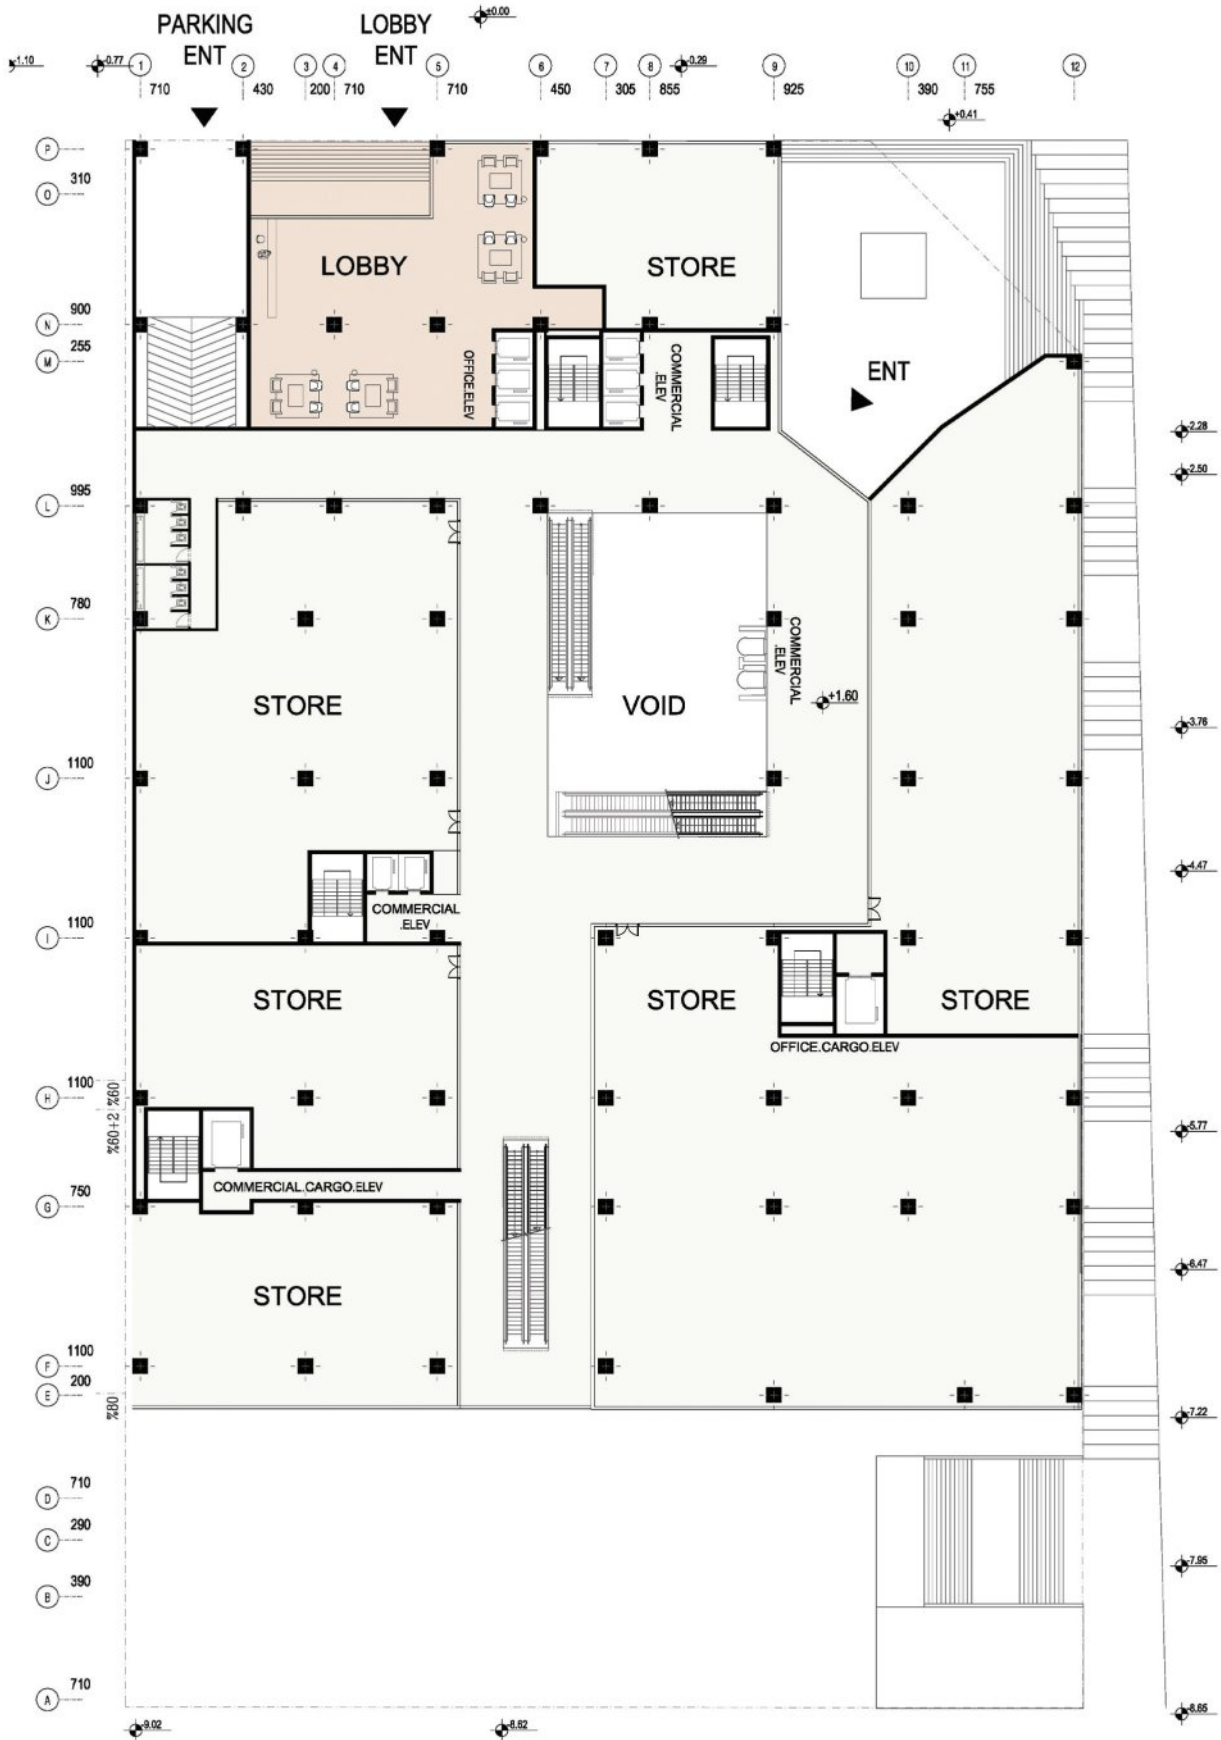 PARKING
ENT
LOBBY
ENT
±0.00
-1.10
-0.77
-0.29
+0.41
1 2 3 4 5 6 7 8 9 10 11 12
710 430 200 710 710 450 305 855 925 390 755
P
310
O
900
N
255
M
995
L
780
K
1100
J
1100
I
1100
H
750
G
1100
F
200
E
710
D
290
C
390
B
710
A
LOBBY
STORE
ENT
OFFICE.ELEV
COMMERCIAL
.ELEV
COMMERCIAL
.ELEV
+1.60
STORE
VOID
COMMERCIAL
.ELEV
STORE
STORE
STORE
OFFICE.CARGO.ELEV
COMMERCIAL.CARGO.ELEV
STORE
%60
%60+2
%80
-2.28
-2.50
-3.76
-4.47
-5.77
-6.47
-7.22
-7.95
-8.65
-9.02
-8.62